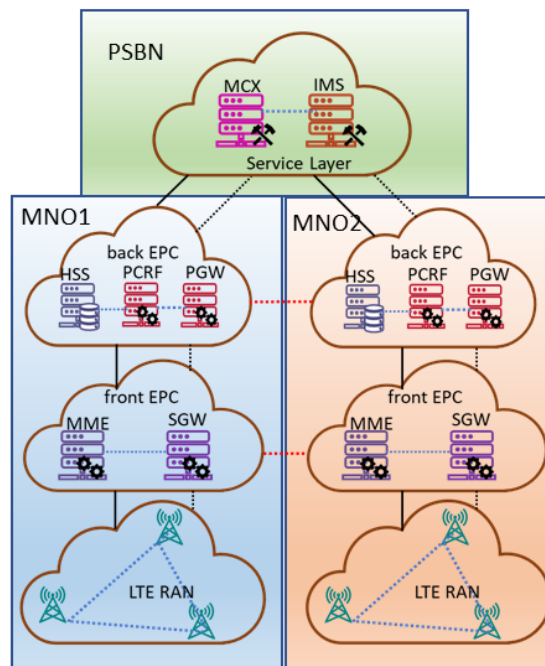 PSBN
MCX IMS
Service Layer
MNO1
back EPC
HSS PCRF PGW
front EPC
MME SGW
LTE RAN
MNO2
back EPC
HSS PCRF PGW
front EPC
MME SGW
LTE RAN